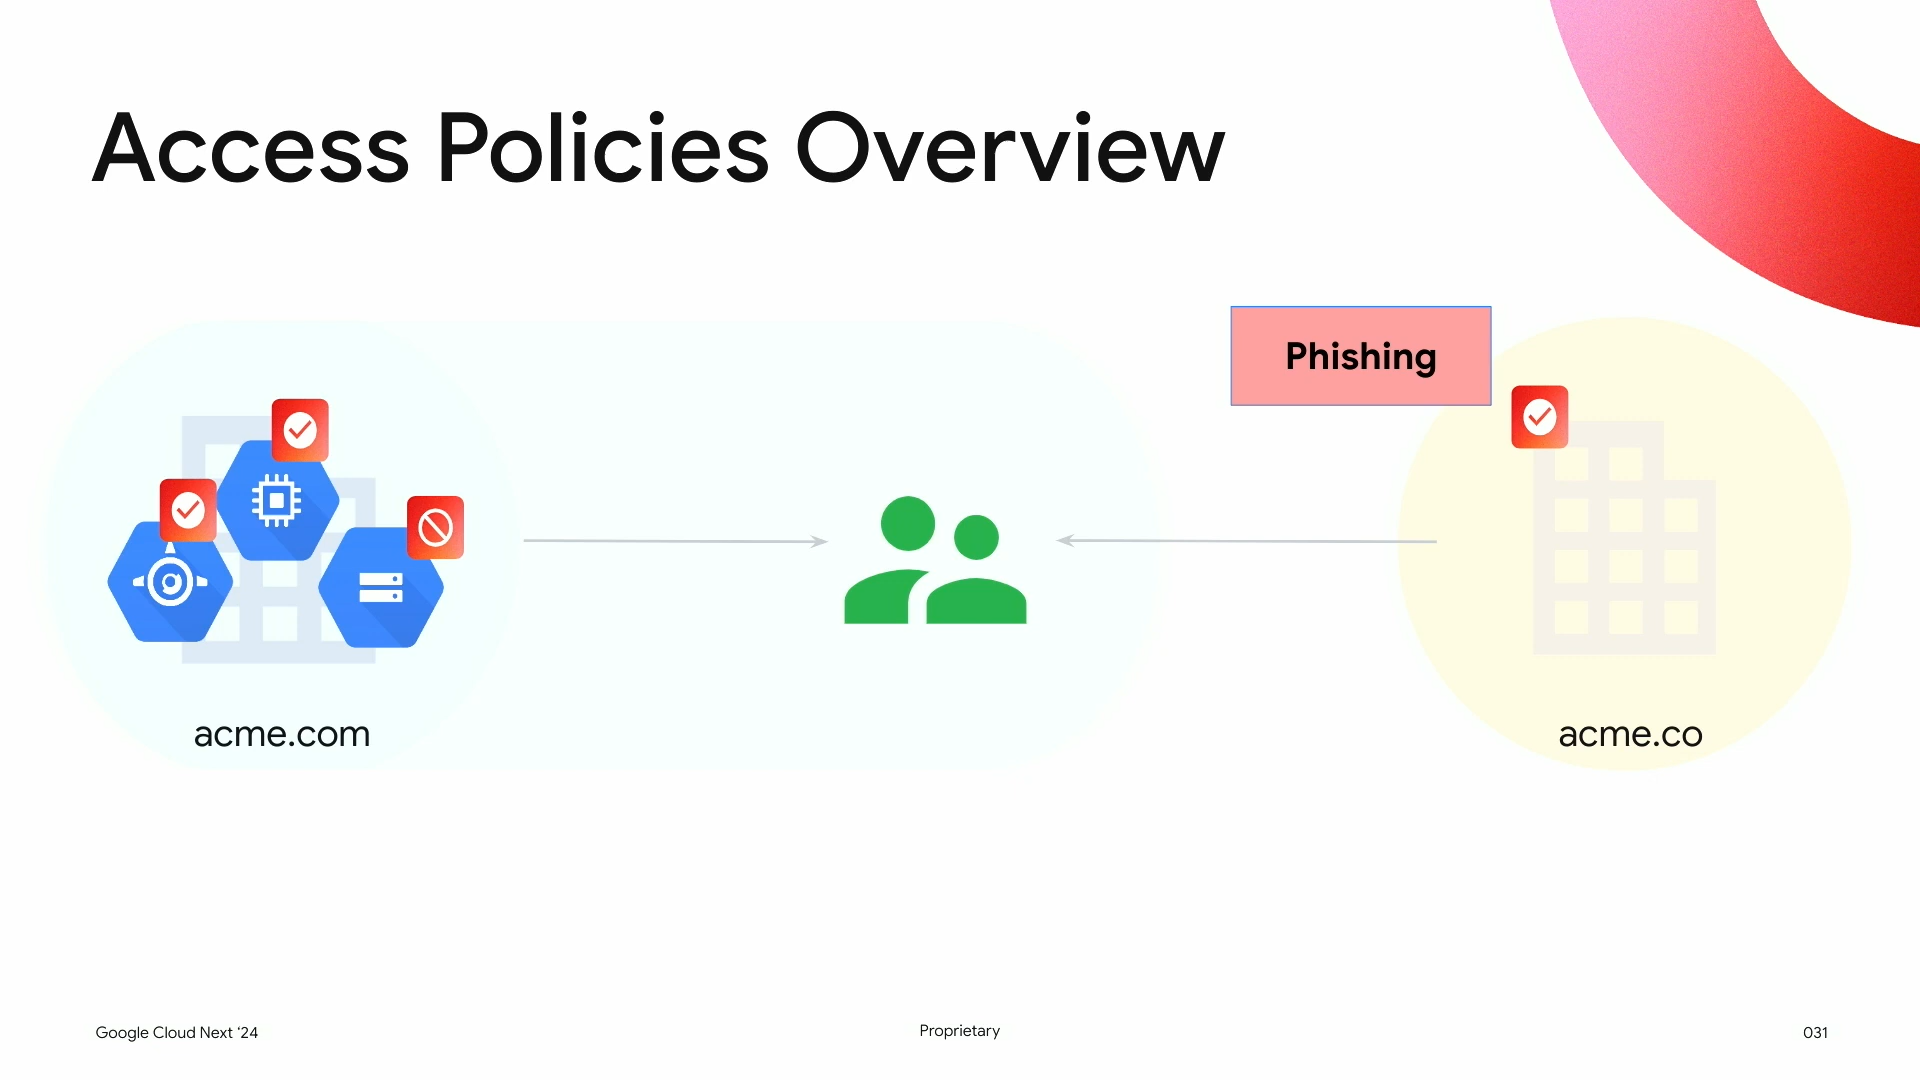 Access Policies Overview
Phishing
acme.com
acme.co
Google Cloud Next ‘24
Proprietary
031